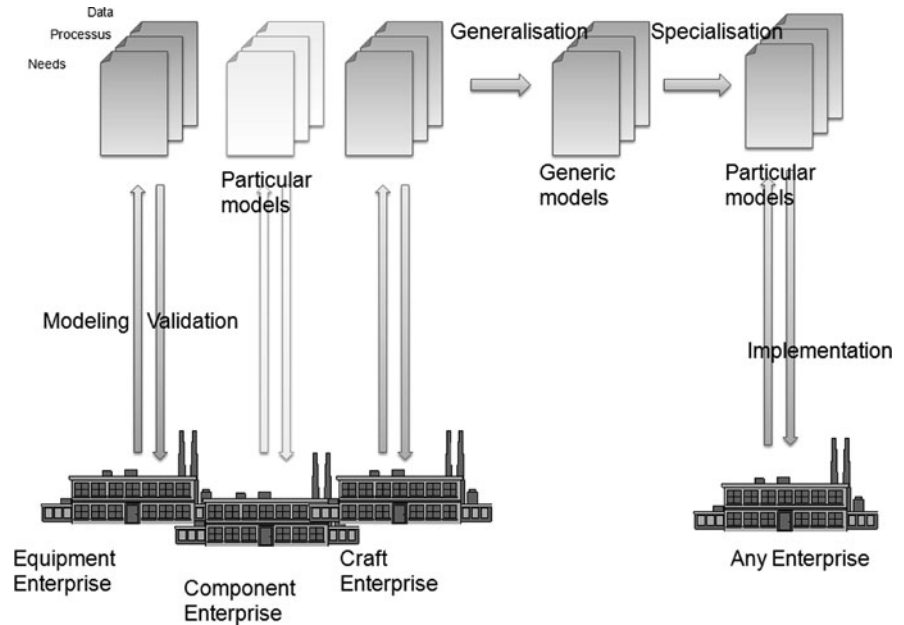 Data
Processus
Needs
Generalisation
Specialisation
Particular
models
Generic
models
Particular
models
Modeling
Validation
Implementation
Equipment
Enterprise
Component
Enterprise
Craft
Enterprise
Any Enterprise